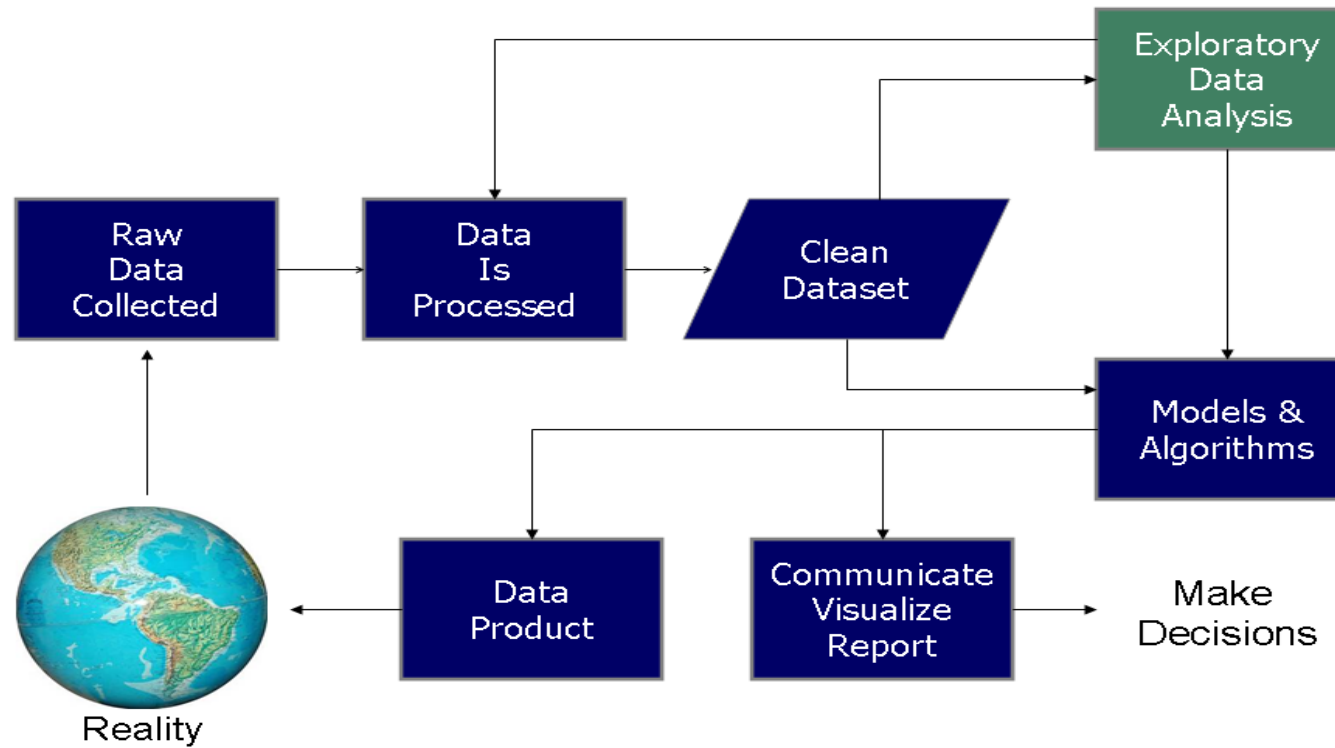 Exploratory
Data
Analysis
Raw
Data
Collected
Data
Is
Processed
Clean
Dataset
Models &
Algorithms
Data
Product
Communicate
Visualize
Report
Make
Decisions
Reality